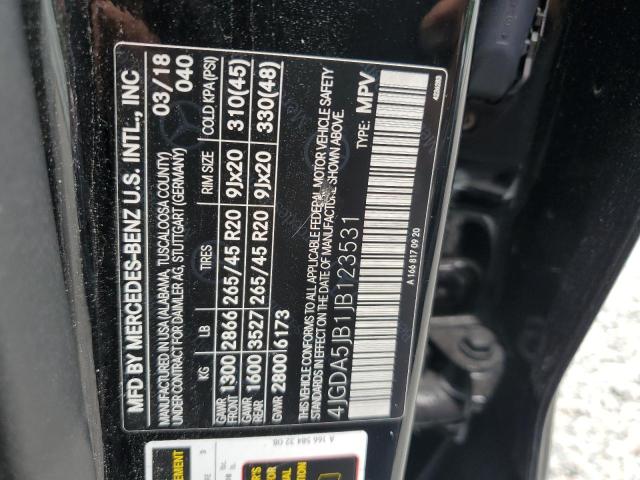 MFD BY MERCEDES-BENZ U.S. INTL., INC 03/18
MANUFACTURED IN USA (ALABAMA, TUSCALOOSA COUNTY) 040
UNDER CONTRACT FOR DAIMLER AG, STUTTGART (GERMANY)
KG LB TIRES RIM SIZE COLD KPA (PSI)
GAWR FRONT 1300 2866 265/45 R20 9Jx20 310(45)
GAWR REAR 1600 3527 265/45 R20 9Jx20 330(48)
GVWR 2800 6173
THIS VEHICLE CONFORMS TO ALL APPLICABLE FEDERAL MOTOR VEHICLE SAFETY
STANDARDS IN EFFECT ON THE DATE OF MANUFACTURE SHOWN ABOVE.
4JGDA5JB1JB123531 TYPE: MPV
A 166 817 09 20
A 166 584 32 08